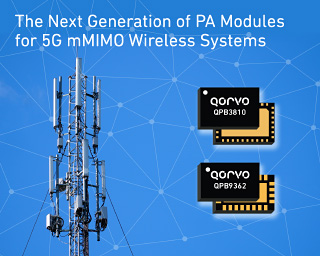 The Next Generation of PA Modules
for 5G mMIMO Wireless Systems
QORVO
QPB3810
QORVO
QPB9362